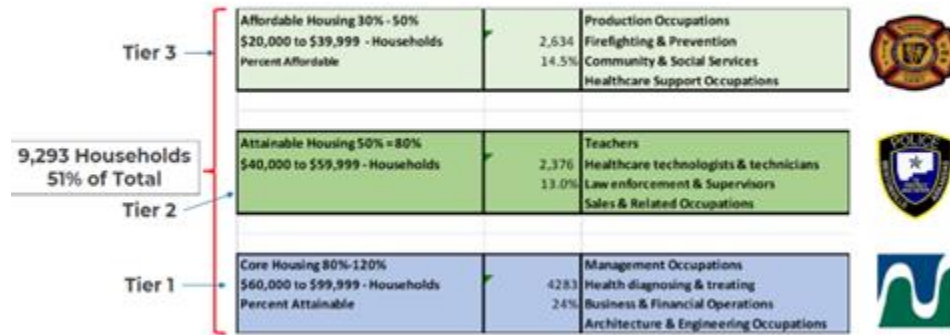 Affordable Housing 30% - 50%
Production Occupations
Tier 3
$20,000 to $39,999 - Households
2,634
Firefighting & Prevention
Percent Affordable
14.5%
Community & Social Services
Healthcare Support Occupations
9,293 Households
51% of Total
Attainable Housing 50% = 80%
Teachers
$40,000 to $59,999 - Households
2,376
Healthcare technologists & technicians
13.0%
Law enforcement & Supervisors
Tier 2
Sales & Related Occupations
POLICE
Core Housing 80%-120%
Management Occupations
Tier 1
$60,000 to $99,999 - Households
4283
Health diagnosing & treating
Percent Attainable
24%
Business & Financial Operations
Architecture & Engineering Occupations